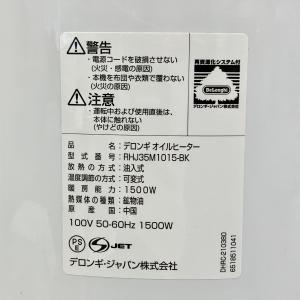 警告
・電源コードを破損させない
(火災・感電の原因)
・本機を布団や衣類で覆わない
(火災の原因)
注意
・運転中および使用直後は、
本体に触れない
(やけどの原因)
再資源化システム付
DeLonghi
デロンギ・ジャパン株式会社
品名：デロンギ オイルヒーター
型式番号：RHJ35M1015-BK
放熱の方式：油入式
温度調節の方式：可変式
暖房能力：1500W
熱媒体の種類：鉱物油
原産国：中国
100V 50-60Hz 1500W
PS
E
JET
デロンギ・ジャパン株式会社
DHRC-210380
6518511041